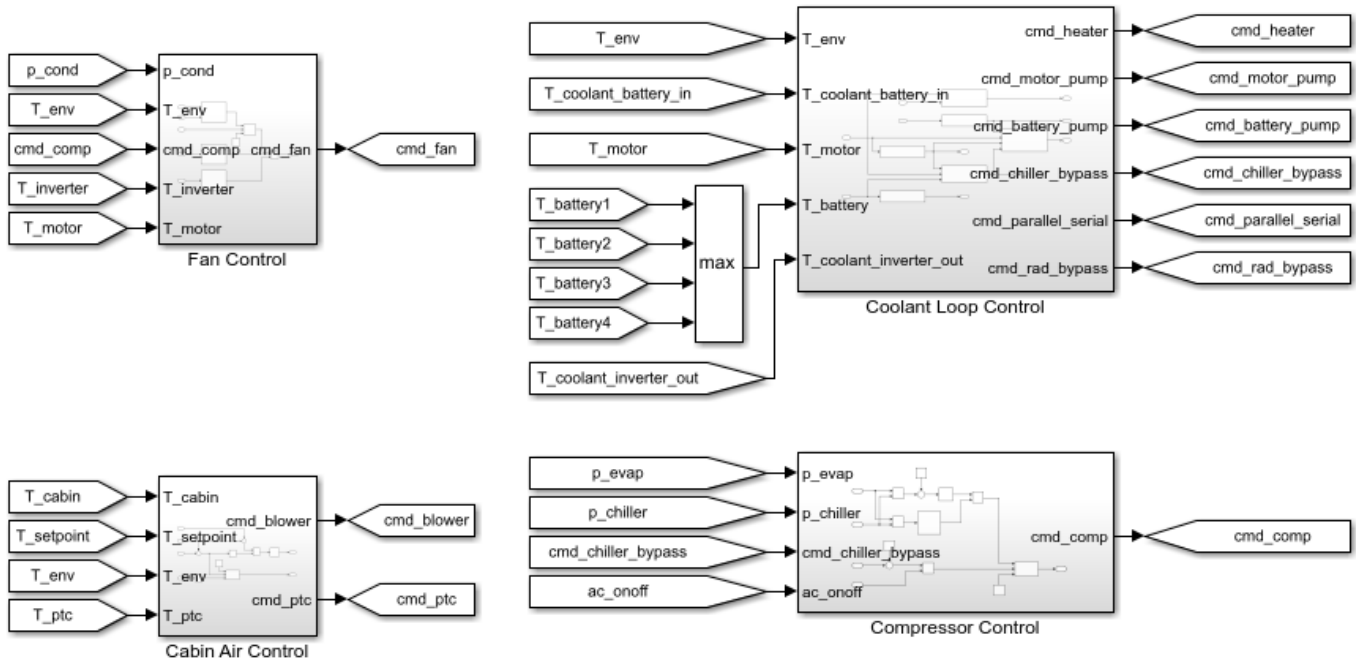 p_cond
T_env
cmd_comp
T_inverter
T_motor
p_cond
T_env
cmd_comp
T_inverter
T_motor
cmd_fan
cmd_fan
Fan Control
T_env
T_coolant_battery_in
T_motor
T_battery1
T_battery2
T_battery3
T_battery4
T_coolant_inverter_out
max
T_env
T_coolant_battery_in
T_motor
T_battery
T_coolant_inverter_out
cmd_heater
cmd_motor_pump
cmd_battery_pump
cmd_chiller_bypass
cmd_parallel_serial
cmd_rad_bypass
cmd_heater
cmd_motor_pump
cmd_battery_pump
cmd_chiller_bypass
cmd_parallel_serial
cmd_rad_bypass
Coolant Loop Control
T_cabin
T_setpoint
T_env
T_ptc
T_cabin
T_setpoint
T_env
T_ptc
cmd_blower
cmd_ptc
cmd_blower
cmd_ptc
Cabin Air Control
p_evap
p_chiller
cmd_chiller_bypass
ac_onoff
p_evap
p_chiller
cmd_chiller_bypass
ac_onoff
cmd_comp
cmd_comp
Compressor Control